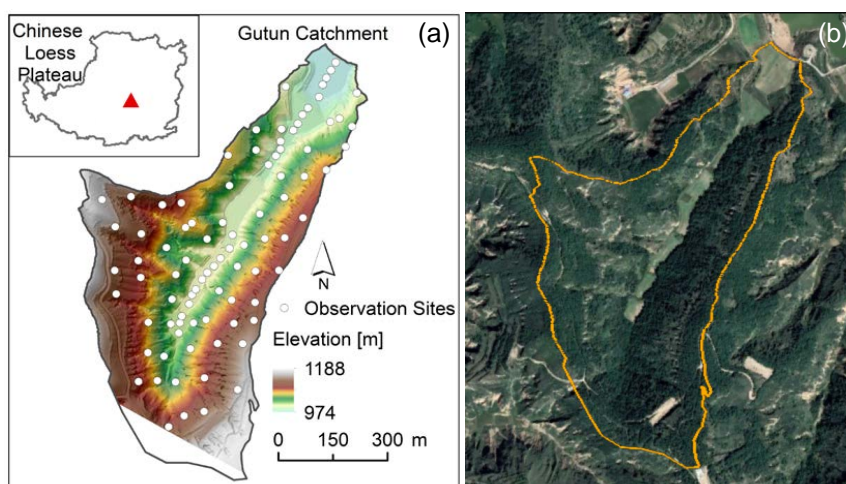 Chinese
Loess
Plateau
Gutun Catchment
(a)
(b)
N
Observation Sites
Elevation [m]
1188
974
0 150 300 m